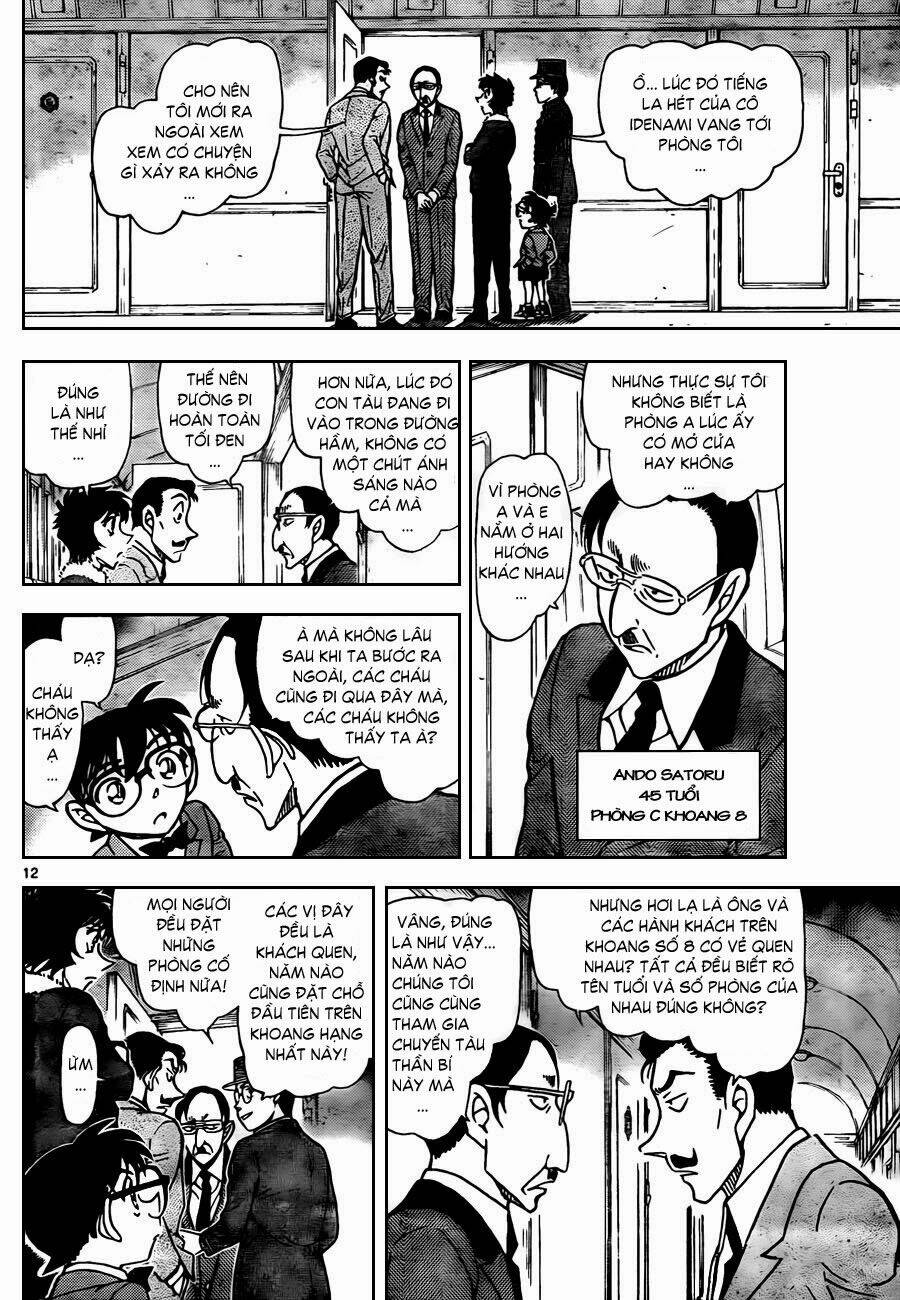 Ồ... LÚC ĐÓ TIẾNG
LA HÉT CỦA CÔ
IDENAMI VANG TỚI
PHÒNG TÔI
...
CHO NÊN
TÔI MỚI RA
NGOÀI XEM
XEM CÓ CHUYỆN
GÌ XẢY RA KHÔNG
...
NHƯNG THỰC SỰ TÔI
KHÔNG BIẾT LÀ
PHÒNG A LÚC ẤY
CÓ MỞ CỬA
HAY KHÔNG
...
VÌ PHÒNG
A VÀ E
NẰM Ở HAI
HƯỚNG
KHÁC NHAU
...
ANDO SATORU
45 TUỔI
PHÒNG C KHOANG 8
HƠN NỮA, LÚC ĐÓ
CON TÀU ĐANG ĐI
VÀO TRONG ĐƯỜNG
HẦM, KHÔNG CÓ
MỘT CHÚT ÁNH
SÁNG NÀO
CẢ MÀ
...
THẾ NÊN
ĐƯỜNG ĐI
HOÀN TOÀN
TỐI ĐEN
...
ĐÚNG
LÀ NHƯ
THẾ NHỈ
...
À MÀ KHÔNG LÂU
SAU KHI TA BƯỚC RA
NGOÀI, CÁC CHÁU
CŨNG ĐI QUA ĐÂY MÀ,
CÁC CHÁU KHÔNG
THẤY TA À?
DẠ?
CHÁU
KHÔNG
THẤY
Ạ
...
12
NHƯNG HƠI LẠ LÀ ÔNG VÀ
CÁC HÀNH KHÁCH TRÊN
KHOANG SỐ 8 CÓ VẺ QUEN
NHAU? TẤT CẢ ĐỀU BIẾT RÕ
TÊN TUỔI VÀ SỐ PHÒNG CỦA
NHAU ĐÚNG KHÔNG?
VÂNG, ĐÚNG
LÀ NHƯ VẬY...
NĂM NÀO
CHÚNG TÔI
CŨNG CÙNG
THAM GIA
CHUYẾN TÀU
THẦN BÍ
NÀY MÀ
...
CÁC VỊ ĐÂY
ĐỀU LÀ
KHÁCH QUEN,
NĂM NÀO
CŨNG ĐẶT CHỖ
ĐẦU TIÊN TRÊN
KHOANG HẠNG
NHẤT NÀY!
MỌI NGƯỜI
ĐỀU ĐẶT
NHỮNG
PHÒNG CỐ
ĐỊNH NỮA!
ỪM
...